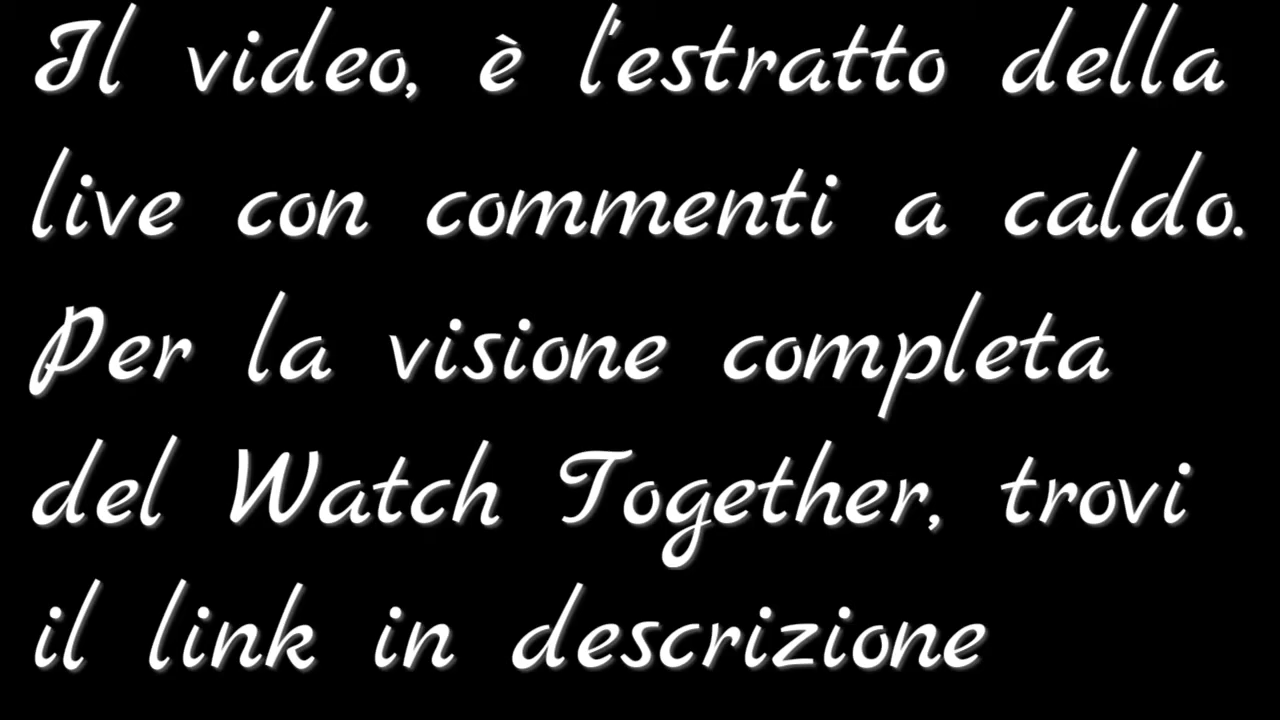 Il video, è l'estratto della
live con commenti a caldo.
Per la visione completa
del Watch Together, trovi
il link in descrizione